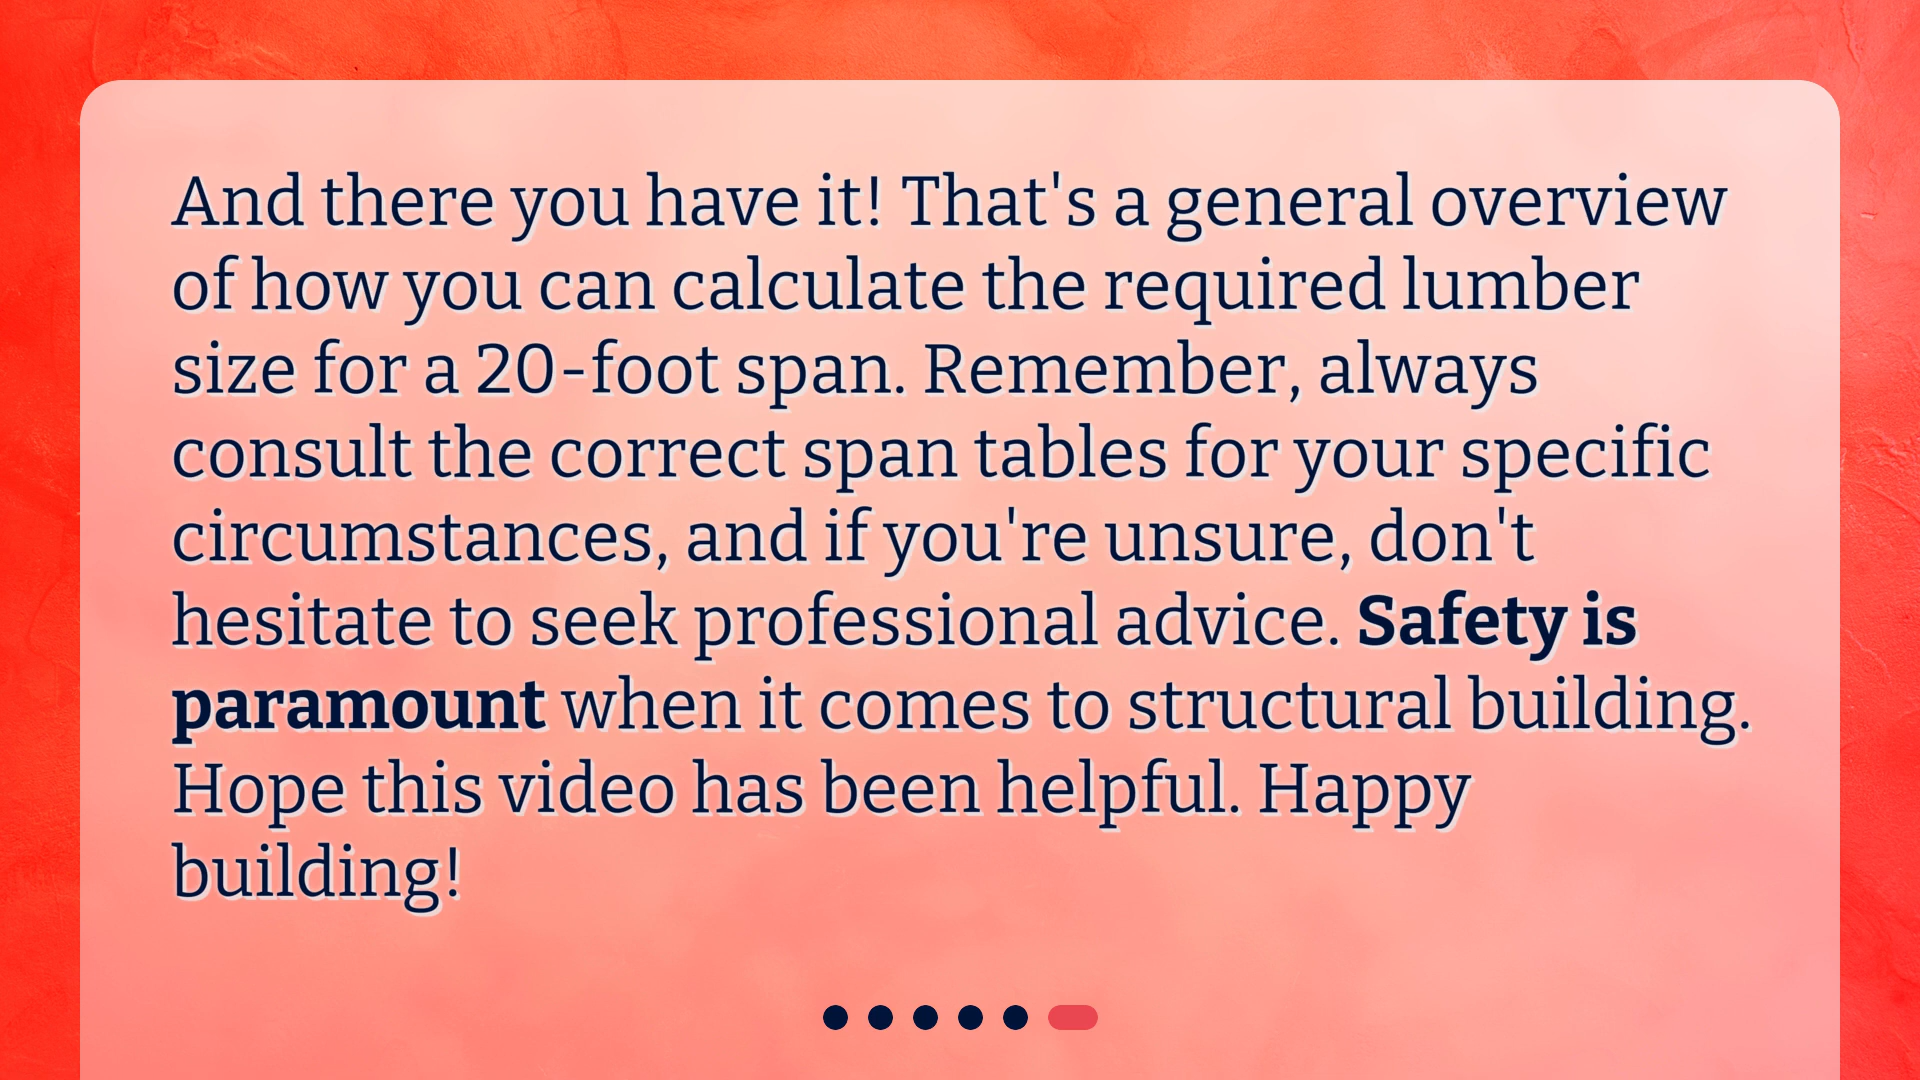 And there you have it! That's a general overview
of how you can calculate the required lumber
size for a 20-foot span. Remember, always
consult the correct span tables for your specific
circumstances, and if you're unsure, don't
hesitate to seek professional advice. Safety is
paramount when it comes to structural building.
Hope this video has been helpful. Happy
building!